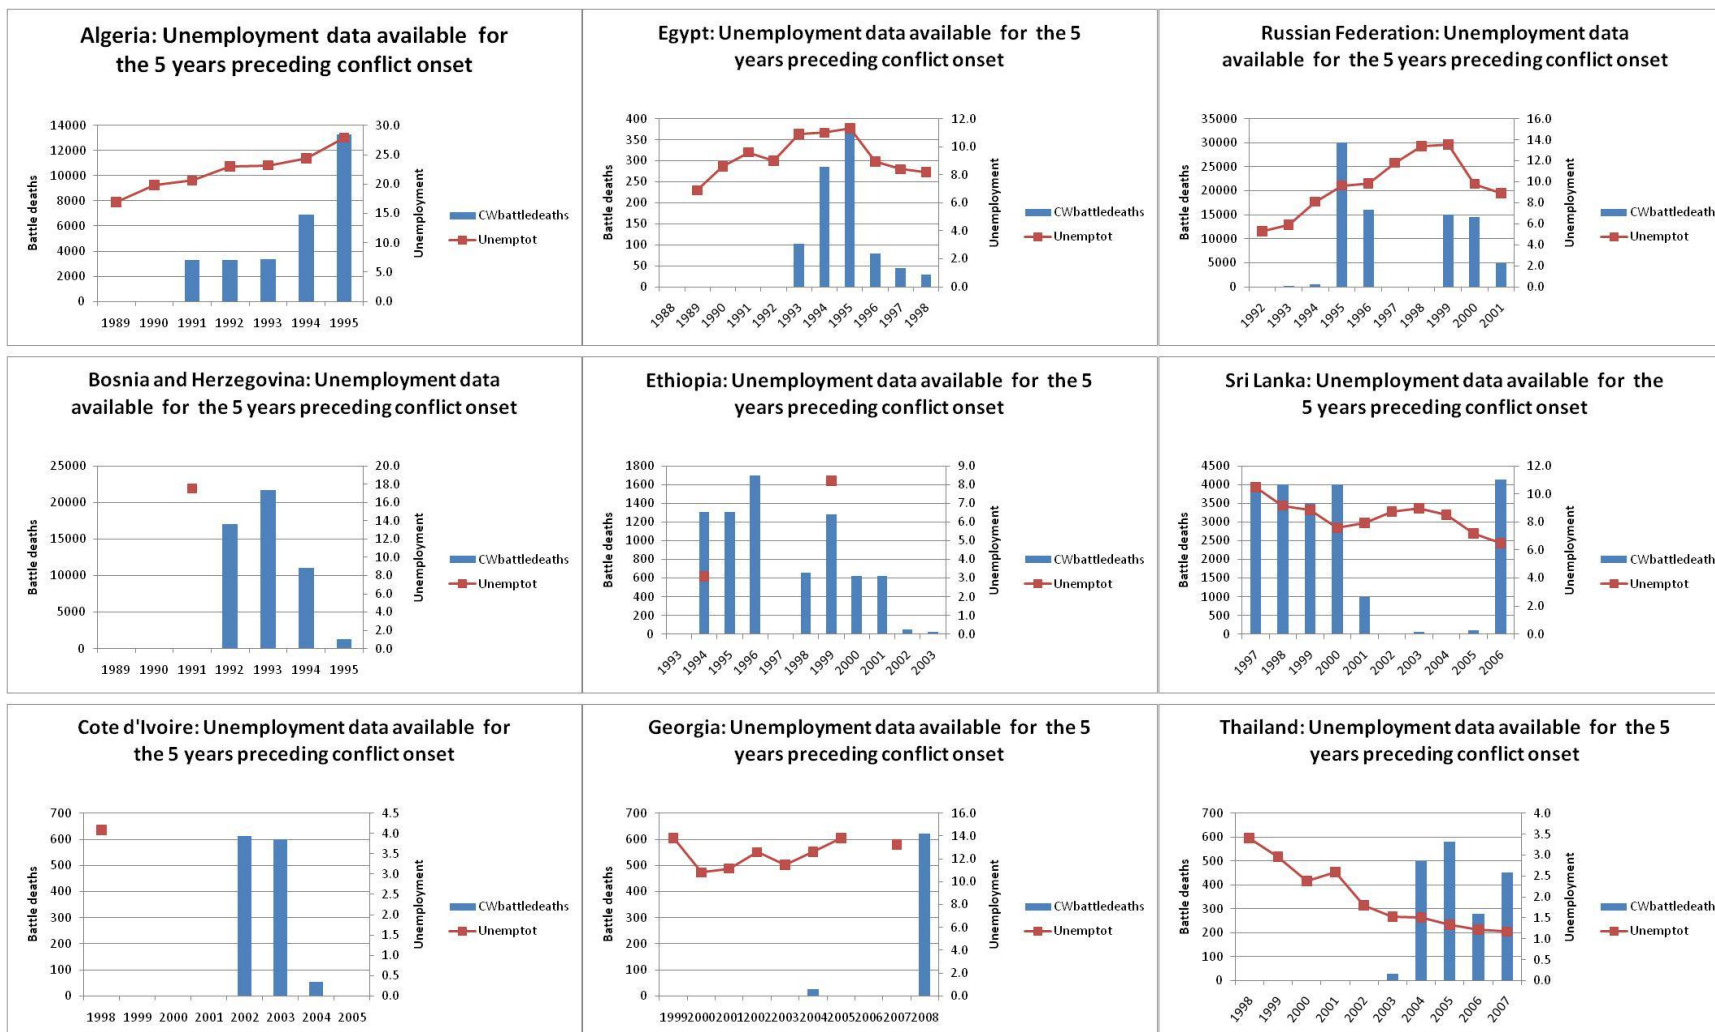 Algeria: Unemployment data available for
the 5 years preceding conflict onset
14000
12000
10000
8000
6000
4000
2000
0
Battle deaths
30.0
25.0
20.0
15.0
10.0
5.0
0.0
Unemployment
CWbattledeaths
Unemptot
1989 1990 1991 1992 1993 1994 1995
Egypt: Unemployment data available for the 5
years preceding conflict onset
400
350
300
250
200
150
100
50
0
Battle deaths
12.0
10.0
8.0
6.0
4.0
2.0
0.0
Unemployment
CWbattledeaths
Unemptot
1988 1989 1990 1991 1992 1993 1994 1995 1996 1997 1998
Russian Federation: Unemployment data
available for the 5 years preceding conflict onset
35000
30000
25000
20000
15000
10000
5000
0
Battle deaths
16.0
14.0
12.0
10.0
8.0
6.0
4.0
2.0
0.0
Unemployment
CWbattledeath
Unemptot
1992 1993 1994 1995 1996 1997 1998 1999 2000 2001
Bosnia and Herzegovina: Unemployment data
available for the 5 years preceding conflict onset
25000
20000
15000
10000
5000
0
Battle deaths
20.0
18.0
16.0
14.0
12.0
10.0
8.0
6.0
4.0
2.0
0.0
Unemployment
CWbattledeaths
Unemptot
1989 1990 1991 1992 1993 1994 1995
Ethiopia: Unemployment data available for the 5
years preceding conflict onset
1800
1600
1400
1200
1000
800
600
400
200
0
Battle deaths
9.0
8.0
7.0
6.0
5.0
4.0
3.0
2.0
1.0
0.0
Unemployment
CWbattledeaths
Unemptot
1993 1994 1995 1996 1997 1998 1999 2000 2001 2002 2003
Sri Lanka: Unemployment data available for the
5 years preceding conflict onset
4500
4000
3500
3000
2500
2000
1500
1000
500
0
Battle deaths
12.0
10.0
8.0
6.0
4.0
2.0
0.0
Unemployment
CWbattledeath
Unemptot
1997 1998 1999 2000 2001 2002 2003 2004 2005 2006
Cote d'Ivoire: Unemployment data available for
the 5 years preceding conflict onset
700
600
500
400
300
200
100
0
Battle deaths
4.5
4.0
3.5
3.0
2.5
2.0
1.5
1.0
0.5
0.0
Unemployment
CWbattledeaths
Unemptot
1998 1999 2000 2001 2002 2003 2004 2005
Georgia: Unemployment data available for the 5
years preceding conflict onset
700
600
500
400
300
200
100
0
Battle deaths
16.0
14.0
12.0
10.0
8.0
6.0
4.0
2.0
0.0
Unemployment
CWbattledeaths
Unemptot
1999 2000 2001 2002 2003 2004 2005 2007 2008
Thailand: Unemployment data available for the 5
years preceding conflict onset
700
600
500
400
300
200
100
0
Battle deaths
4.0
3.5
3.0
2.5
2.0
1.5
1.0
0.5
0.0
Unemployment
CWbattledeaths
Unemptot
1998 1999 2000 2001 2002 2003 2004 2005 2006 2007